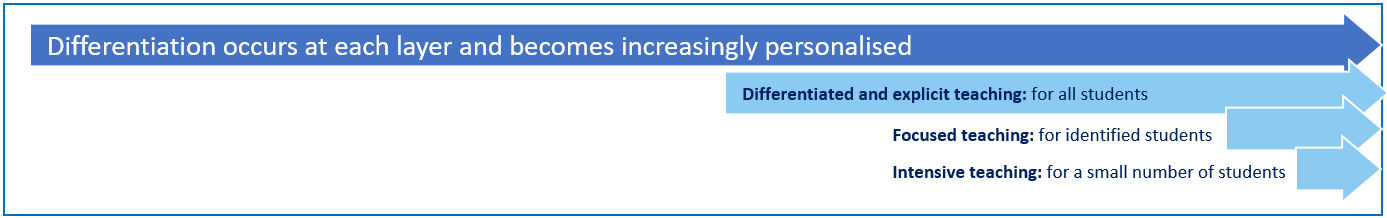 Differentiation occurs at each layer and becomes increasingly personalised
Differentiated and explicit teaching: for all students
Focused teaching: for identified students
Intensive teaching: for a small number of students